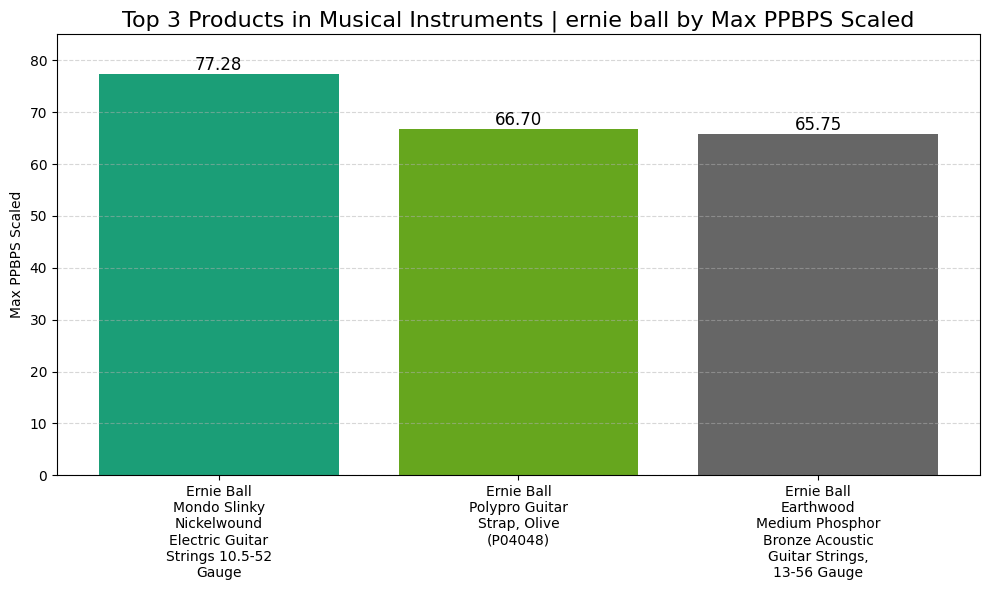 Top 3 Products in Musical Instruments | ernie ball by Max PPBPS Scaled
Max PPBPS Scaled
80
70
60
50
40
30
20
10
0
77.28
66.70
65.75
Ernie Ball
Mondo Slinky
Nickelwound
Electric Guitar
Strings 10.5-52
Gauge
Ernie Ball
Polypro Guitar
Strap, Olive
(P04048)
Ernie Ball
Earthwood
Medium Phosphor
Bronze Acoustic
Guitar Strings,
13-56 Gauge